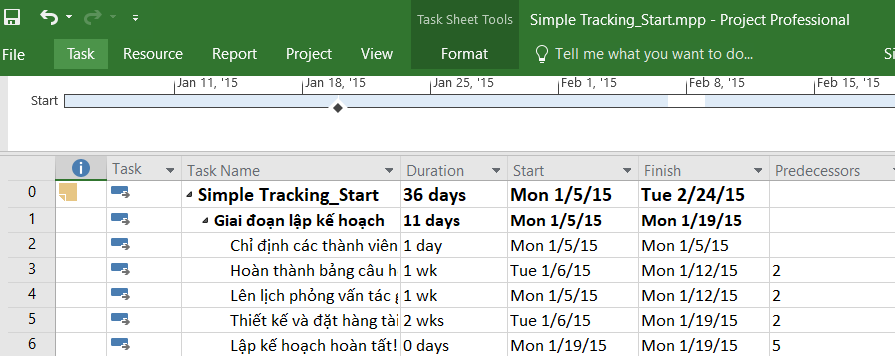 Task Sheet Tools Simple Tracking_Start.mpp - Project Professional
File Task Resource Report Project View Format Tell me what you want to do...
Jan 11, '15 Jan 18, '15 Jan 25, '15 Feb 1, '15 Feb 8, '15 Feb 15, '15
Start
Task Task Name Duration Start Finish Predecessors
0 Simple Tracking_Start 36 days Mon 1/5/15 Tue 2/24/15
1 Giai đoạn lập kế hoạch 11 days Mon 1/5/15 Mon 1/19/15
2 Chỉ định các thành viên 1 day Mon 1/5/15 Mon 1/5/15
3 Hoàn thành bảng câu h 1 wk Tue 1/6/15 Mon 1/12/15 2
4 Lên lịch phỏng vấn tác g 1 wk Mon 1/5/15 Mon 1/12/15 2
5 Thiết kế và đặt hàng tài 2 wks Tue 1/6/15 Mon 1/19/15 2
6 Lập kế hoạch hoàn tất! 0 days Mon 1/19/15 Mon 1/19/15 5